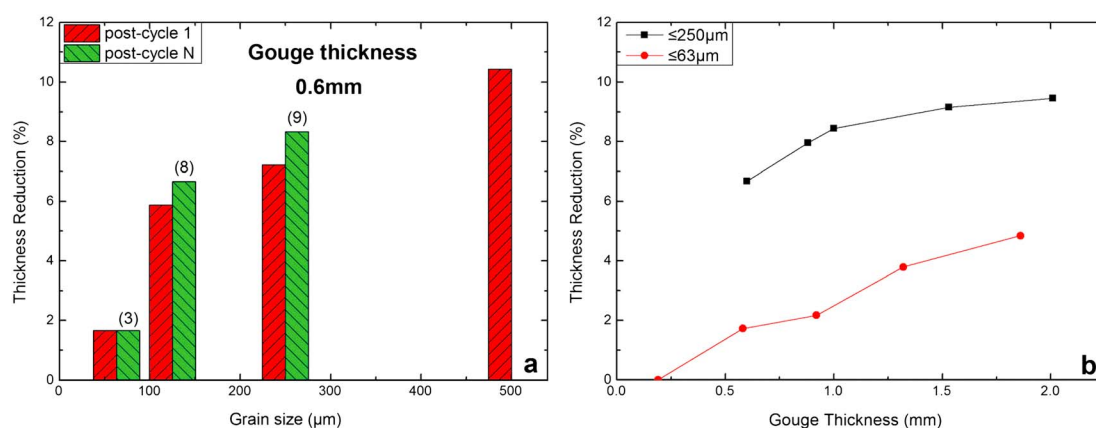 post-cycle 1
post-cycle N
Gouge thickness
0.6mm
(3)
(8)
(9)
Thickness Reduction (%)
0
2
4
6
8
10
12
0
100
200
300
400
500
Grain size (µm)
a
≤250µm
≤63µm
Thickness Reduction (%)
0
2
4
6
8
10
12
0.0
0.5
1.0
1.5
2.0
Gouge Thickness (mm)
b